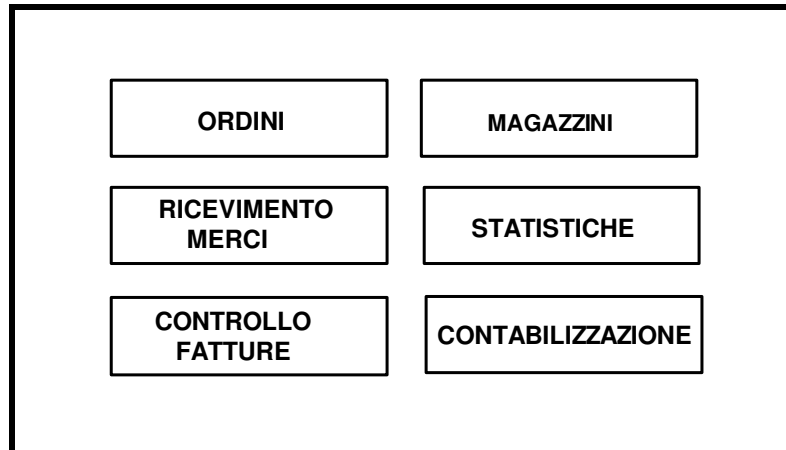 ORDINI
MAGAZZINI
RICEVIMENTO
MERCI
STATISTICHE
CONTROLLO
FATTURE
CONTABILIZZAZIONE